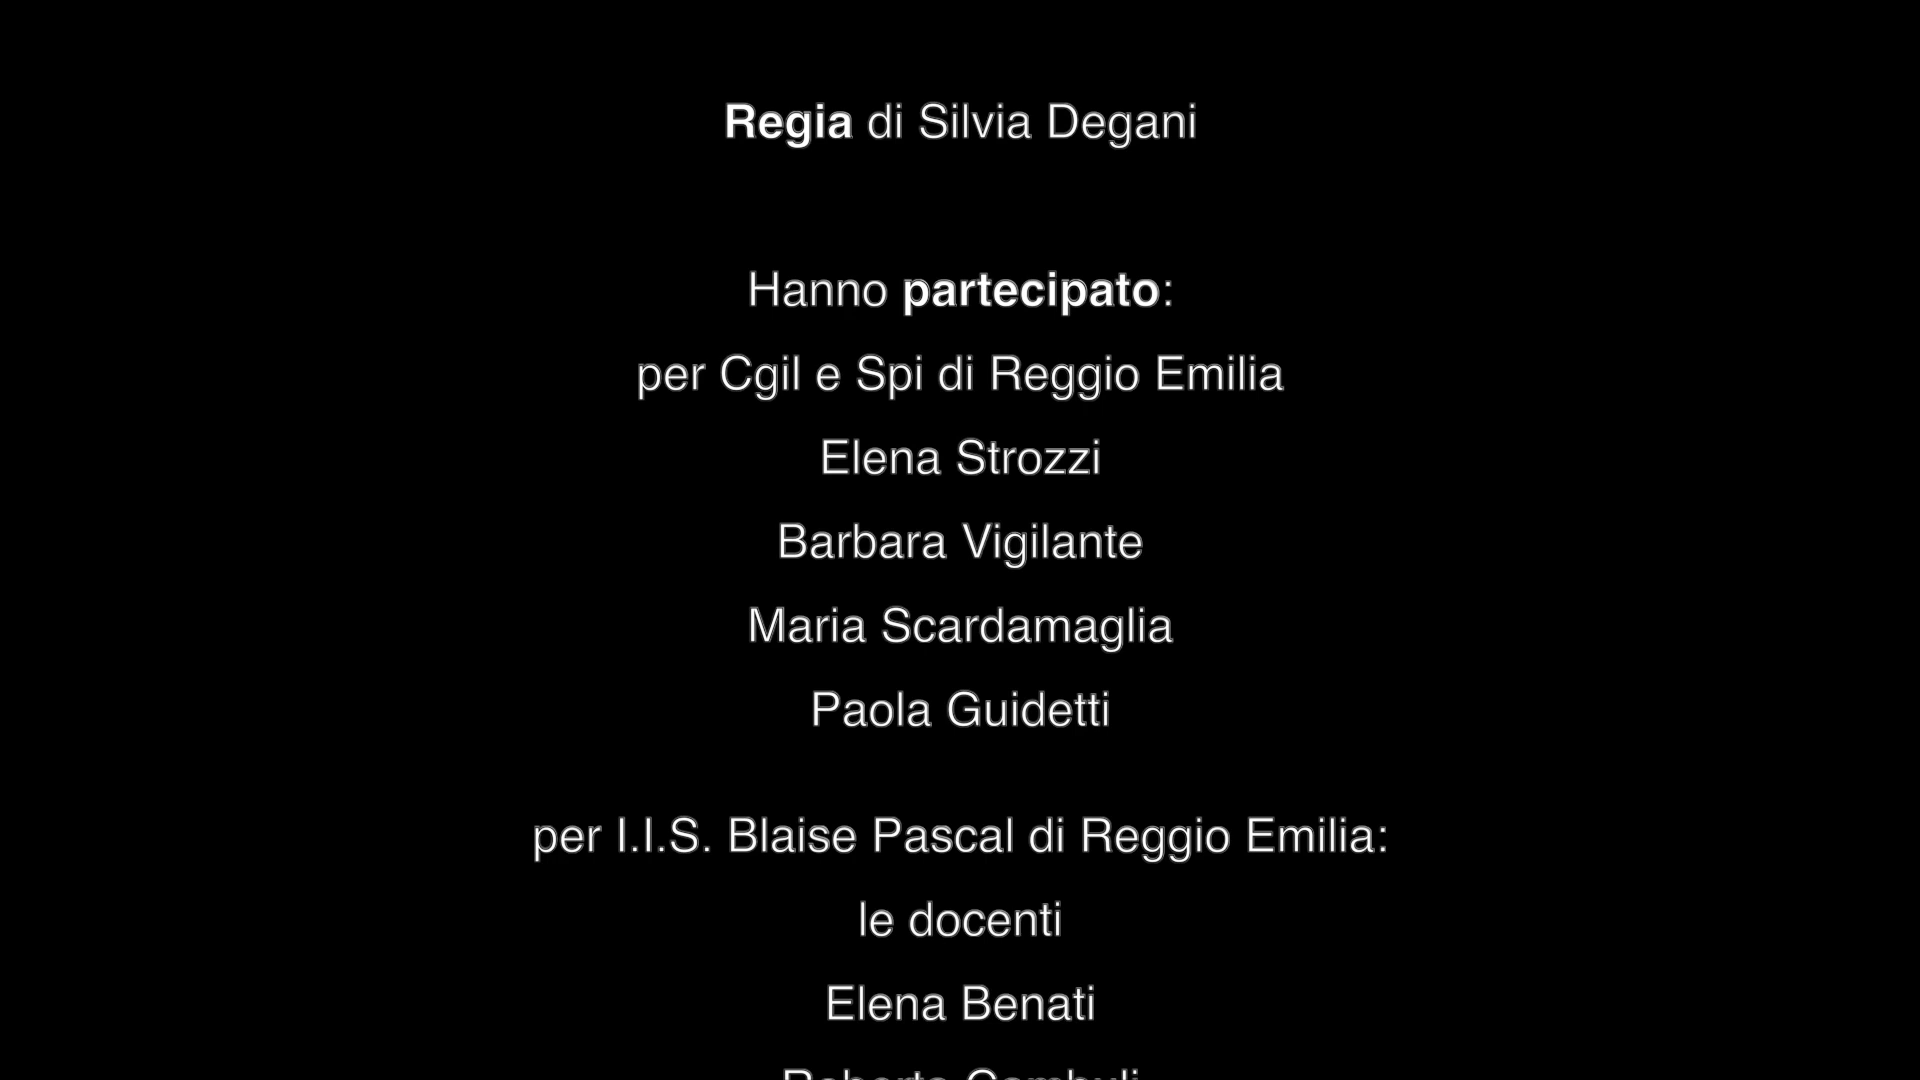 Regia di Silvia Degani
Hanno partecipato:
per Cgil e Spi di Reggio Emilia
Elena Strozzi
Barbara Vigilante
Maria Scardamaglia
Paola Guidetti
per I.I.S. Blaise Pascal di Reggio Emilia:
le docenti
Elena Benati